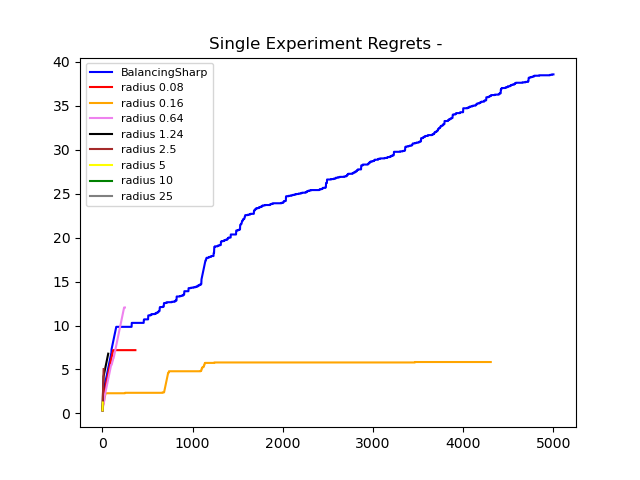 Single Experiment Regrets -
40
35
30
25
20
15
10
5
0
BalancingSharp
radius 0.08
radius 0.16
radius 0.64
radius 1.24
radius 2.5
radius 5
radius 10
radius 25
0 1000 2000 3000 4000 5000